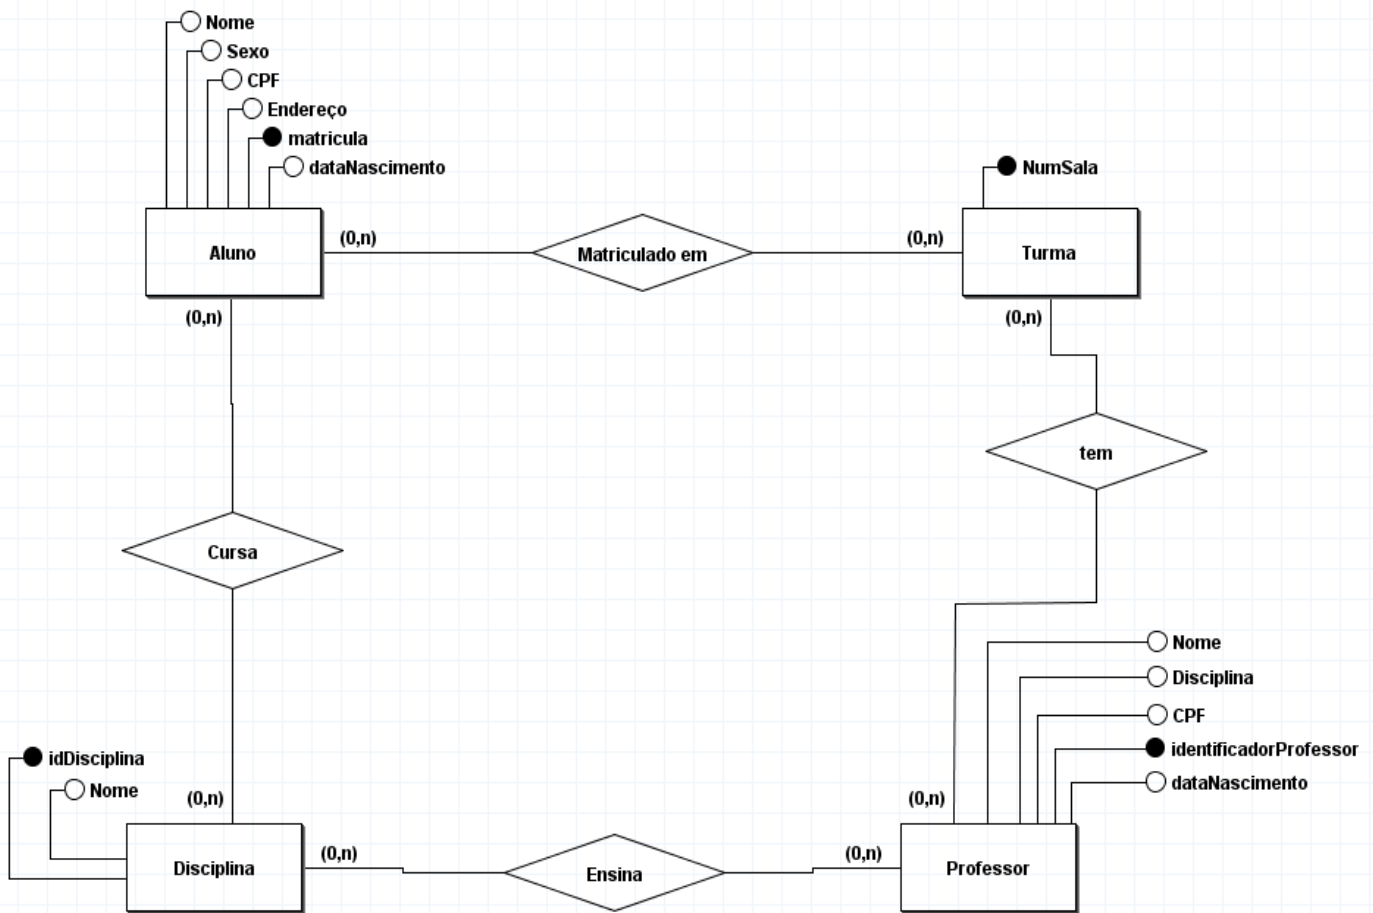 Nome
Sexo
CPF
Endereço
matricula
dataNascimento
NumSala
Aluno
(0,n)
Matriculado em
(0,n)
Turma
(0,n)
(0,n)
tem
Cursa
Nome
Disciplina
CPF
identificadorProfessor
dataNascimento
idDisciplina
Nome
(0,n)
(0,n)
Disciplina
(0,n)
Ensina
(0,n)
Professor